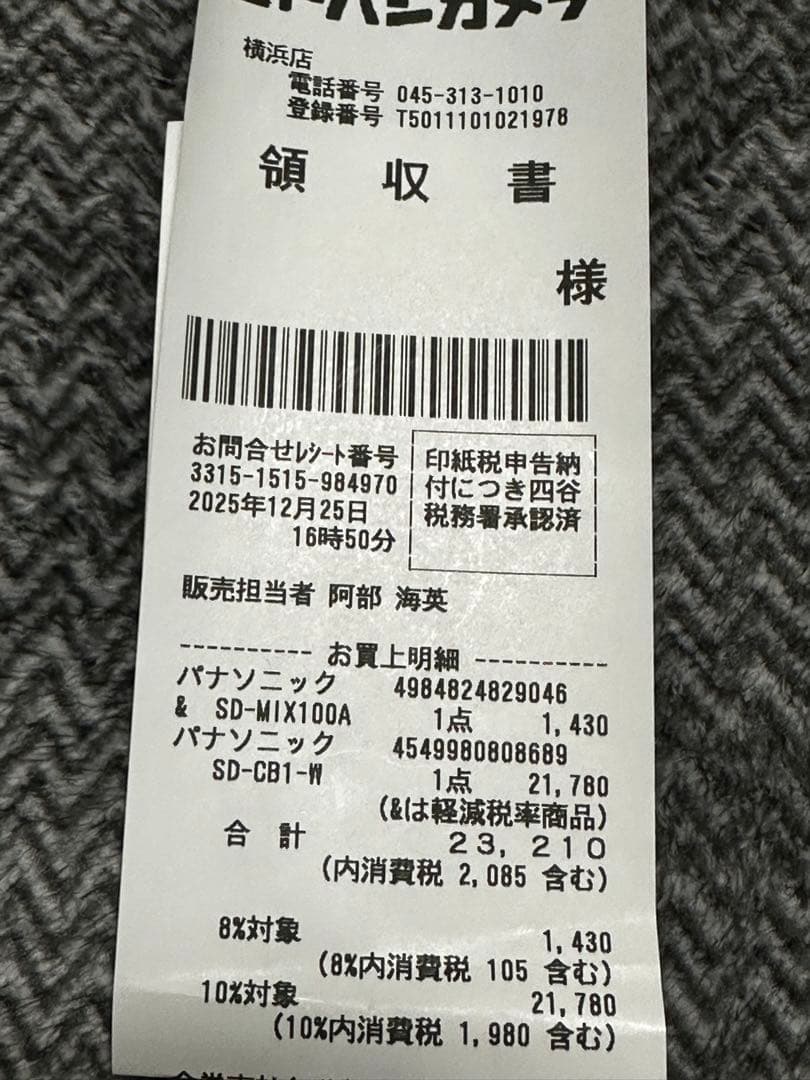 ヨドバシカメラ
横浜店
電話番号 045-313-1010
登録番号 T5011101021978
領 収 書
様
お問合せﾚｼｰﾄ番号
3315-1515-984970
2025年12月25日
16時50分
印紙税申告納
付につき四谷
税務署承認済
販売担当者 阿部 海英
---------- お買上明細 ----------
パナソニック 4984824829046
& SD-MIX100A 1点 1,430
パナソニック 4549980808689
SD-CB1-W 1点 21,780
(&は軽減税率商品)
合 計 23,210
(内消費税 2,085 含む)
8%対象 1,430
(8%内消費税 105 含む)
10%対象 21,780
(10%内消費税 1,980 含む)